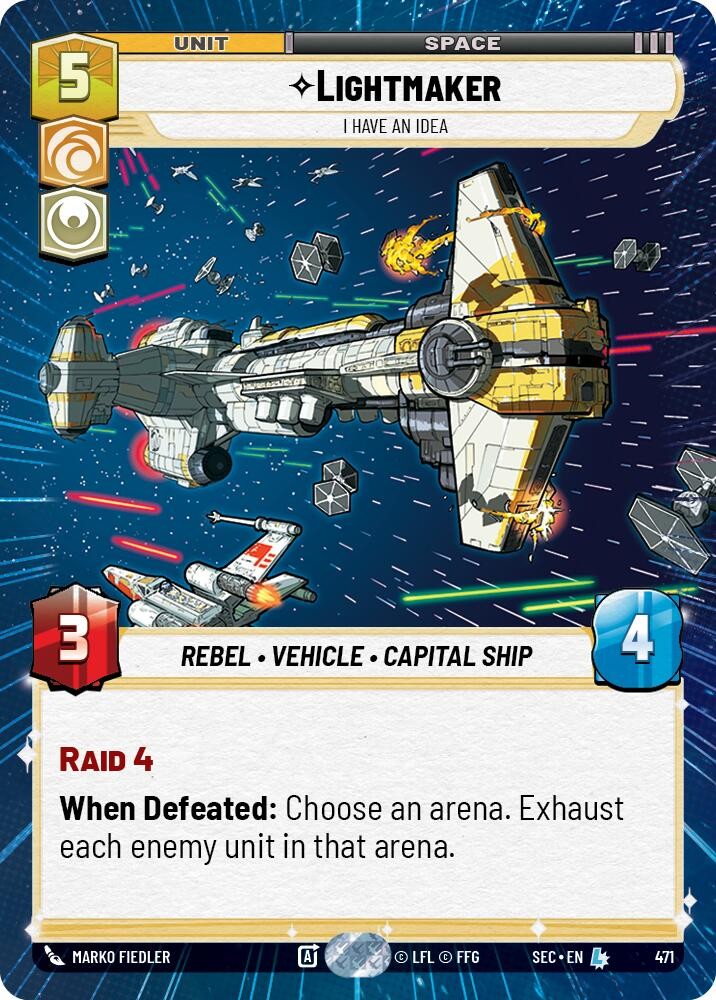 UNIT
SPACE
5
✧LIGHTMAKER
I HAVE AN IDEA
3
REBEL • VEHICLE • CAPITAL SHIP
4
RAID 4
When Defeated: Choose an arena. Exhaust
each enemy unit in that arena.
MARKO FIEDLER
A
© LFL © FFG
SEC • EN
L
471